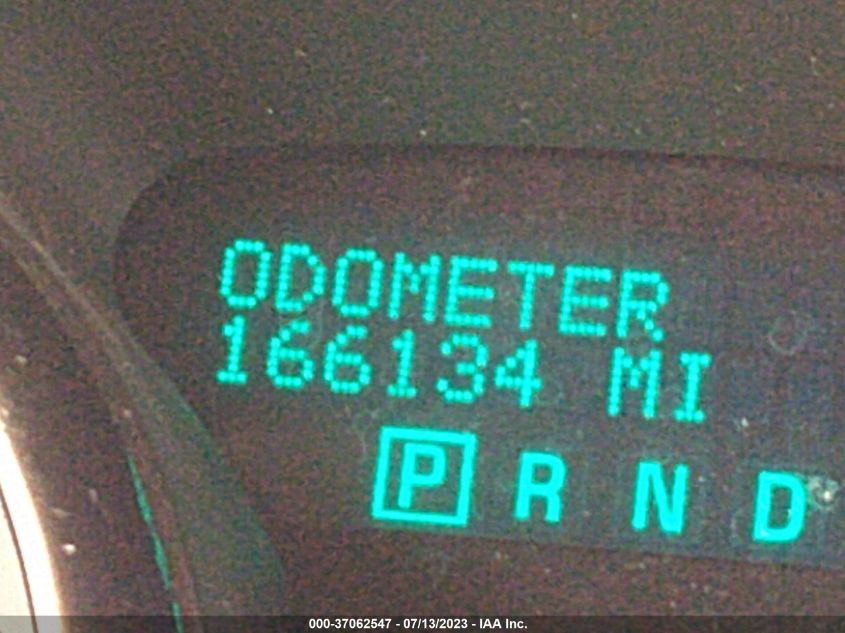 ODOMETER
166134 MI
P R N D
000-37062547 - 07/13/2023 - IAA Inc.